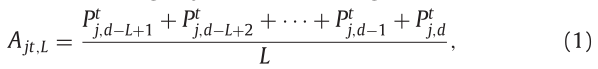 A_{jt,L} = \frac{P^t_{j,d-L+1} + P^t_{j,d-L+2} + \cdots + P^t_{j,d-1} + P^t_{j,d}}{L}, (1)